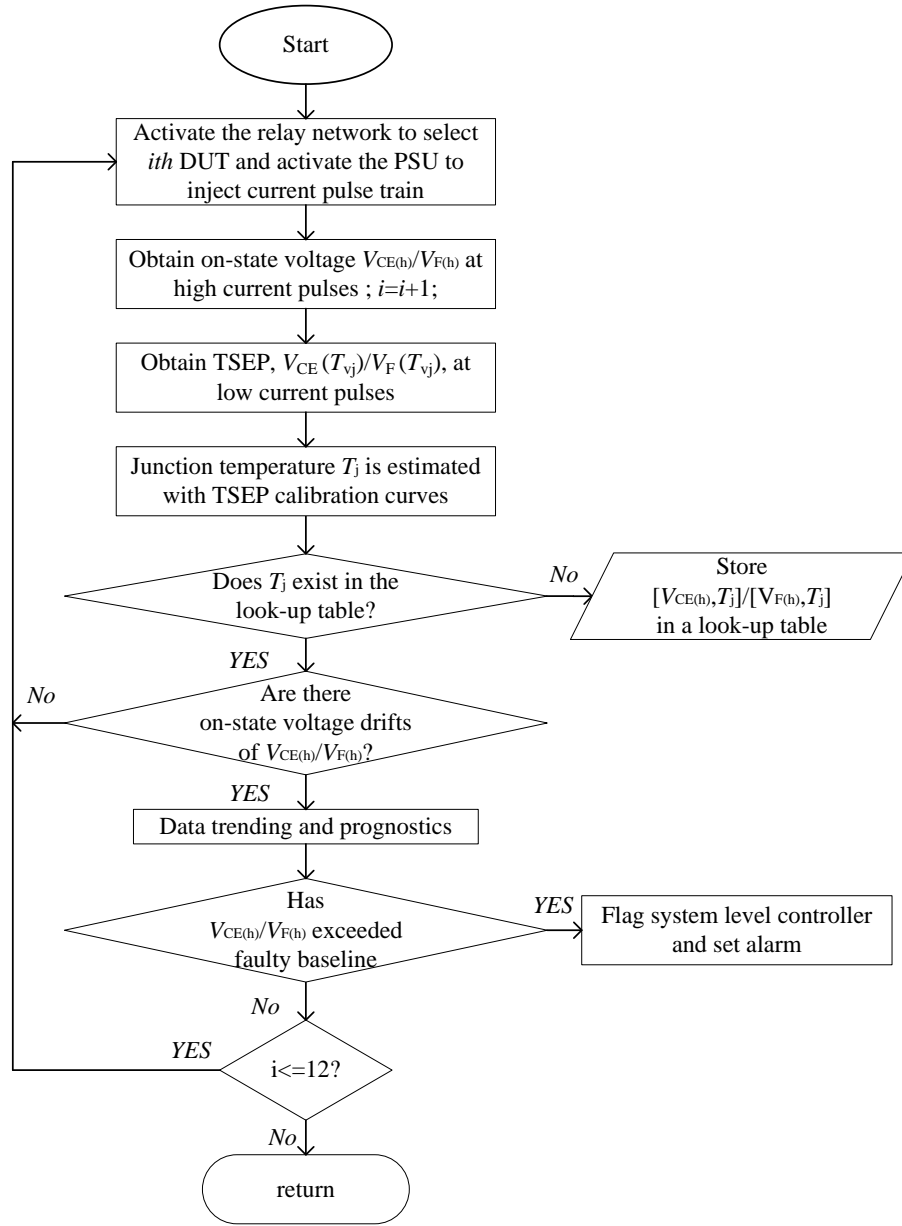 Start
Activate the relay network to select
ith DUT and activate the PSU to
inject current pulse train
Obtain on-state voltage VCE(h)/VF(h) at
high current pulses ; i=i+1;
Obtain TSEP, VCE (Tvj)/VF (Tvj), at
low current pulses
Junction temperature Tj is estimated
with TSEP calibration curves
Does Tj exist in the
look-up table?
No
Store
[VCE(h),Tj]/[VF(h),Tj]
in a look-up table
YES
No
Are there
on-state voltage drifts
of VCE(h)/VF(h)?
YES
Data trending and prognostics
Has
VCE(h)/VF(h) exceeded
faulty baseline
YES
Flag system level controller
and set alarm
No
YES
i<=12?
No
return